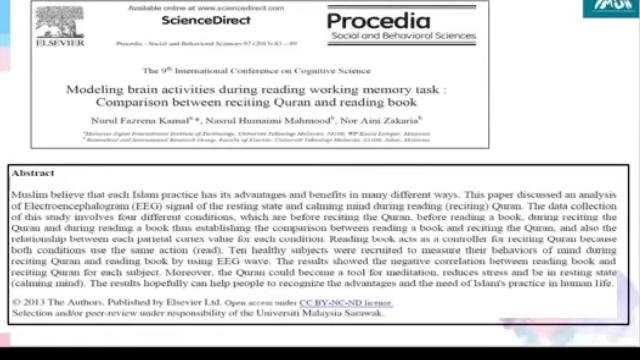 Available online at www.sciencedirect.com
ScienceDirect
ELSEVIER
Procedia
Social and Behavioral Sciences
Procedia - Social and Behavioral Sciences 97 (2013) 83 – 89
The 9th International Conference on Cognitive Science
Modeling brain activities during reading working memory task :
Comparison between reciting Quran and reading book
Nurul Fazrena Kamal a,*, Nasrul Humaimi Mahmood b, Nor Aini Zakaria b
Abstract
Muslim believe that each Islam practice has its advantages and benefits in many different ways. This paper discussed an analysis
of Electroencephalogram (EEG) signal of the resting state and calming mind during reading (reciting) Quran. The data collection
of this study involves four different conditions, which are before reciting the Quran, before reading a book, during reciting the
Quran and during reading a book thus establishing the comparison between reading a book and reciting the Quran, and also the
relationship between each parietal cortex value for each condition. Reading book acts as a controller for reciting Quran because
both conditions use the same action (read). Ten healthy subjects were recruited to measure their behaviors of mind during
reciting Quran and reading book by using EEG wave. The results showed the negative correlation between reading book and
reciting Quran for each subject. Moreover, the Quran could become a tool for meditation, reduces stress and be in resting state
(calming mind). The results hopefully can help people to recognize the advantages and the need of Islam's practice in human life.
© 2013 The Authors. Published by Elsevier Ltd. Open access under CC BY-NC-ND license.
Selection and/or peer-review under responsibility of the Universiti Malaysia Sarawak.